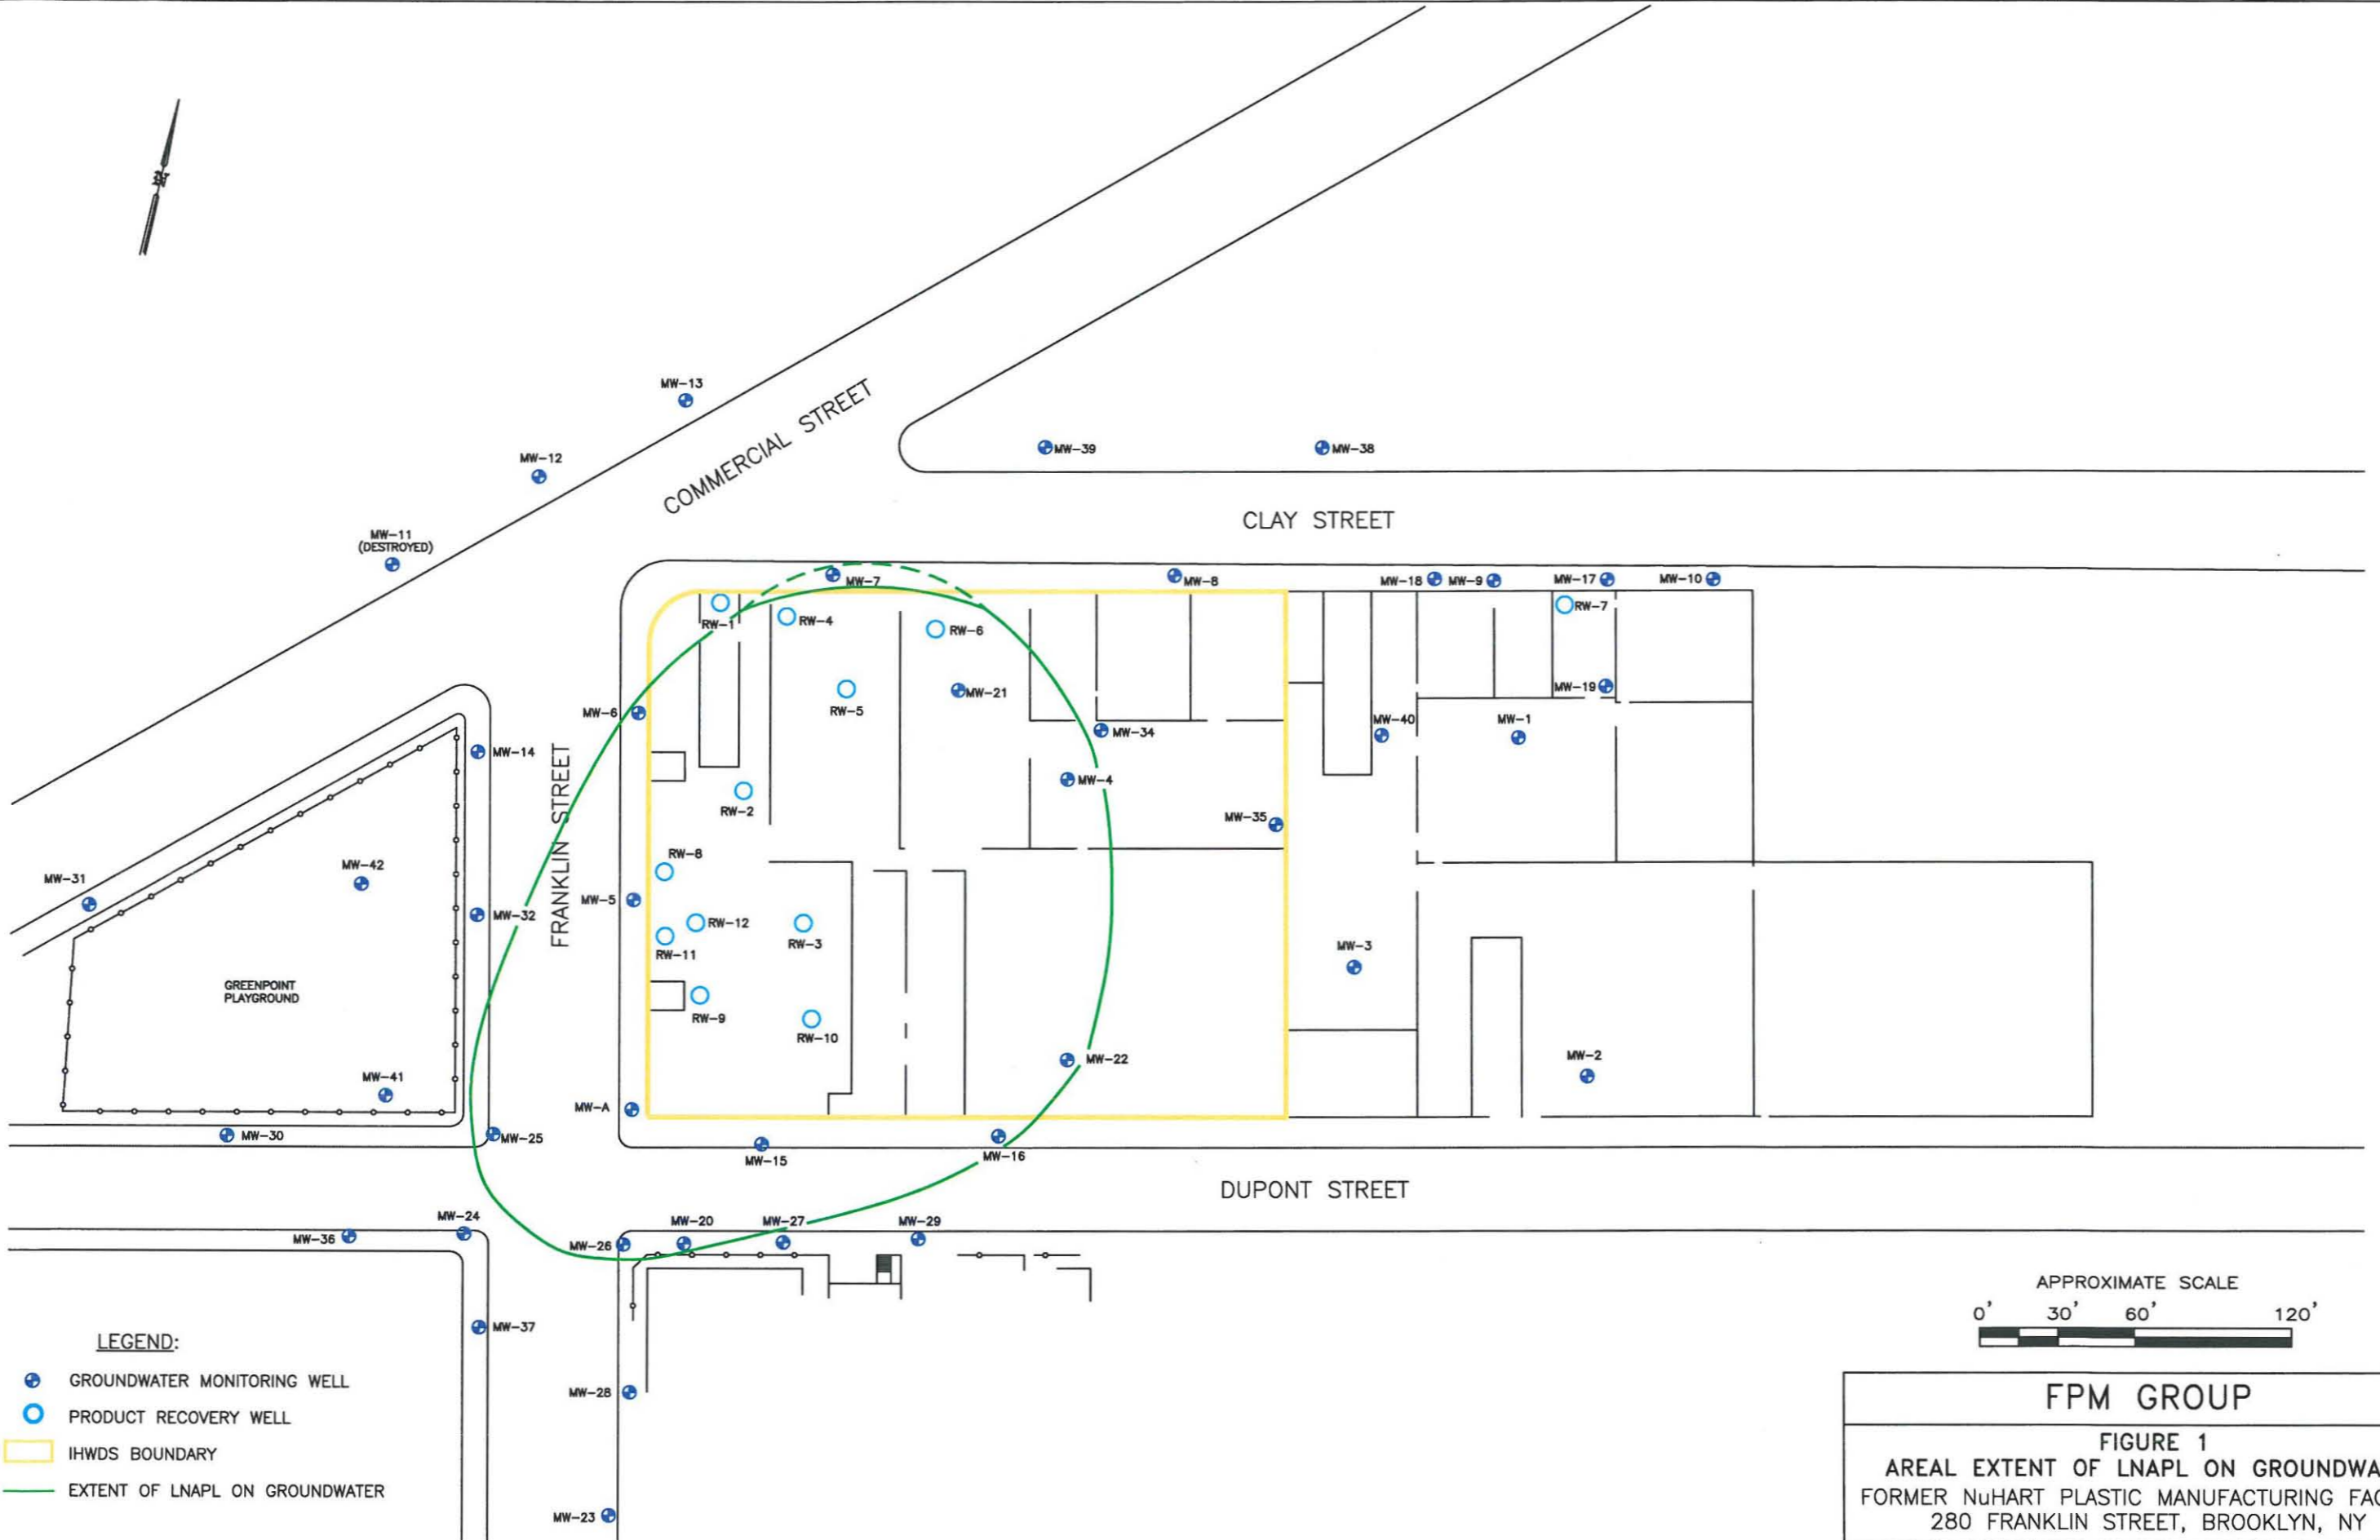 MW-13
COMMERCIAL STREET
MW-12
MW-39
MW-38
CLAY STREET
MW-11
(DESTROYED)
MW-7
MW-8
MW-18
MW-9
MW-17
MW-10
RW-1
RW-4
RW-6
RW-7
MW-6
RW-5
MW-21
MW-19
MW-34
MW-40
MW-1
MW-14
FRANKLIN STREET
RW-2
MW-4
MW-35
MW-31
MW-42
RW-8
MW-32
MW-5
RW-12
RW-11
RW-3
MW-3
GREENPOINT
PLAYGROUND
RW-9
RW-10
MW-22
MW-2
MW-41
MW-A
MW-30
MW-25
MW-15
MW-16
DUPONT STREET
MW-24
MW-36
MW-26
MW-20
MW-27
MW-29
MW-37
MW-28
MW-23
LEGEND:
GROUNDWATER MONITORING WELL
PRODUCT RECOVERY WELL
IHWDS BOUNDARY
EXTENT OF LNAPL ON GROUNDWATER
APPROXIMATE SCALE
0' 30' 60' 120'
FPM GROUP
FIGURE 1
AREAL EXTENT OF LNAPL ON GROUNDWA
FORMER NuHART PLASTIC MANUFACTURING FAC
280 FRANKLIN STREET, BROOKLYN, NY